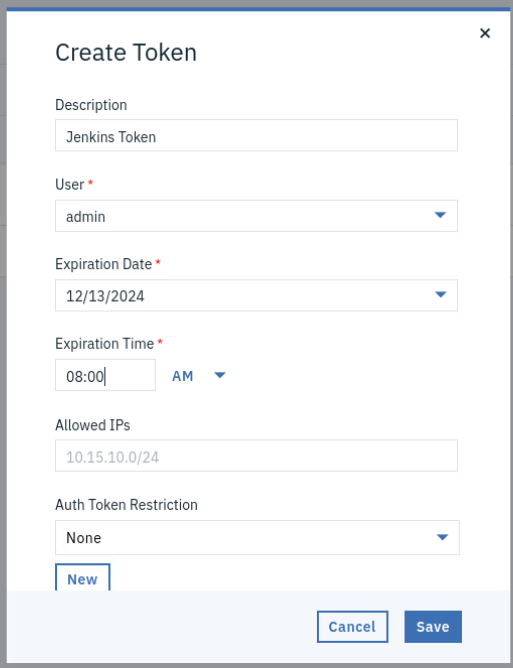 ×
Create Token
Description
Jenkins Token
User *
admin
Expiration Date *
12/13/2024
Expiration Time *
08:00 AM
Allowed IPs
10.15.10.0/24
Auth Token Restriction
None
New
Cancel Save